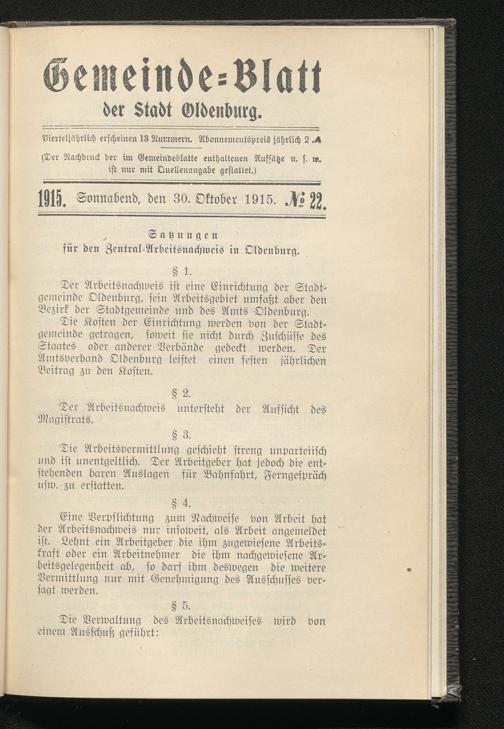 Gemeinde=Blatt
der Stadt Oldenburg.
Vierteljährlich erscheinen 13 Nummern. Abonnementspreis jährlich 2 ℳ
(Der Nachdruck der im Gemeindeblatte enthaltenen Aufsätze u. s. w.
ist nur mit Quellenangabe gestattet.)
1915. Sonnabend, den 30. Oktober 1915. № 22.
Satzungen
für den Zentral-Arbeitsnachweis in Oldenburg.
§ 1.
Der Arbeitsnachweis ist eine Einrichtung der Stadt-
gemeinde Oldenburg, sein Arbeitsgebiet umfaßt aber den
Bezirk der Stadtgemeinde und des Amts Oldenburg.
Die Kosten der Einrichtung werden von der Stadt-
gemeinde getragen, soweit sie nicht durch Zuschüsse des
Staates oder anderer Verbände gedeckt werden. Der
Amtsverband Oldenburg leistet einen festen jährlichen
Beitrag zu den Kosten.
§ 2.
Der Arbeitsnachweis untersteht der Aufsicht des
Magistrats.
§ 3.
Die Arbeitsvermittlung geschieht streng unparteiisch
und ist unentgeltlich. Der Arbeitgeber hat jedoch die ent-
stehenden baren Auslagen für Bahnfahrt, Ferngespräch
usw. zu erstatten.
§ 4.
Eine Verpflichtung zum Nachweise von Arbeit hat
der Arbeitsnachweis nur insoweit, als Arbeit angemeldet
ist. Lehnt ein Arbeitgeber die ihm zugewiesene Arbeits-
kraft oder ein Arbeitnehmer die ihm nachgewiesene Ar-
beitsgelegenheit ab, so darf ihm deswegen die weitere
Vermittlung nur mit Genehmigung des Ausschusses ver-
sagt werden.
§ 5.
Die Verwaltung des Arbeitsnachweises wird von
einem Ausschuß geführt: